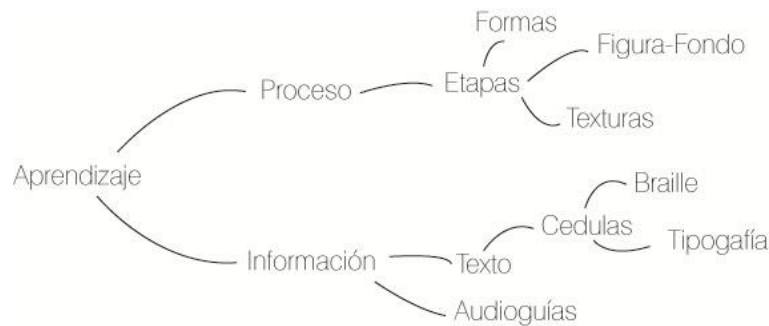 Formas
Figura-Fondo
Proceso
Etapas
Texturas
Aprendizaje
Braille
Cedulas
Tipogafía
Información
Texto
Audioguías